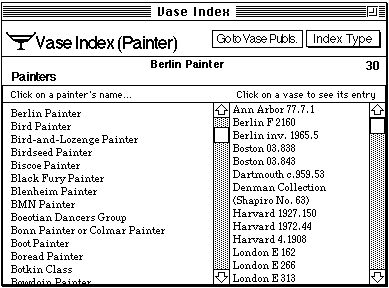 Vase Index
Vase Index (Painter)
Go to Vase Publs.
Index Type
Berlin Painter
30
Painters
Click on a painter's name...
Click on a vase to see its entry
Berlin Painter
Bird Painter
Bird-and-Lozenge Painter
Birdseed Painter
Biscoe Painter
Black Fury Painter
Blenheim Painter
BMN Painter
Boeotian Dancers Group
Bonn Painter or Colmar Painter
Boot Painter
Boread Painter
Botkin Class
Bowdoin Painter
Ann Arbor 77.7.1
Berlin F 2160
Berlin inv. 1965.5
Boston 03.838
Boston 03.843
Dartmouth c.959.53
Denman Collection
(Shapiro No. 63)
Harvard 1927.150
Harvard 1972.44
Harvard 4.1908
London E 162
London E 266
London E 313